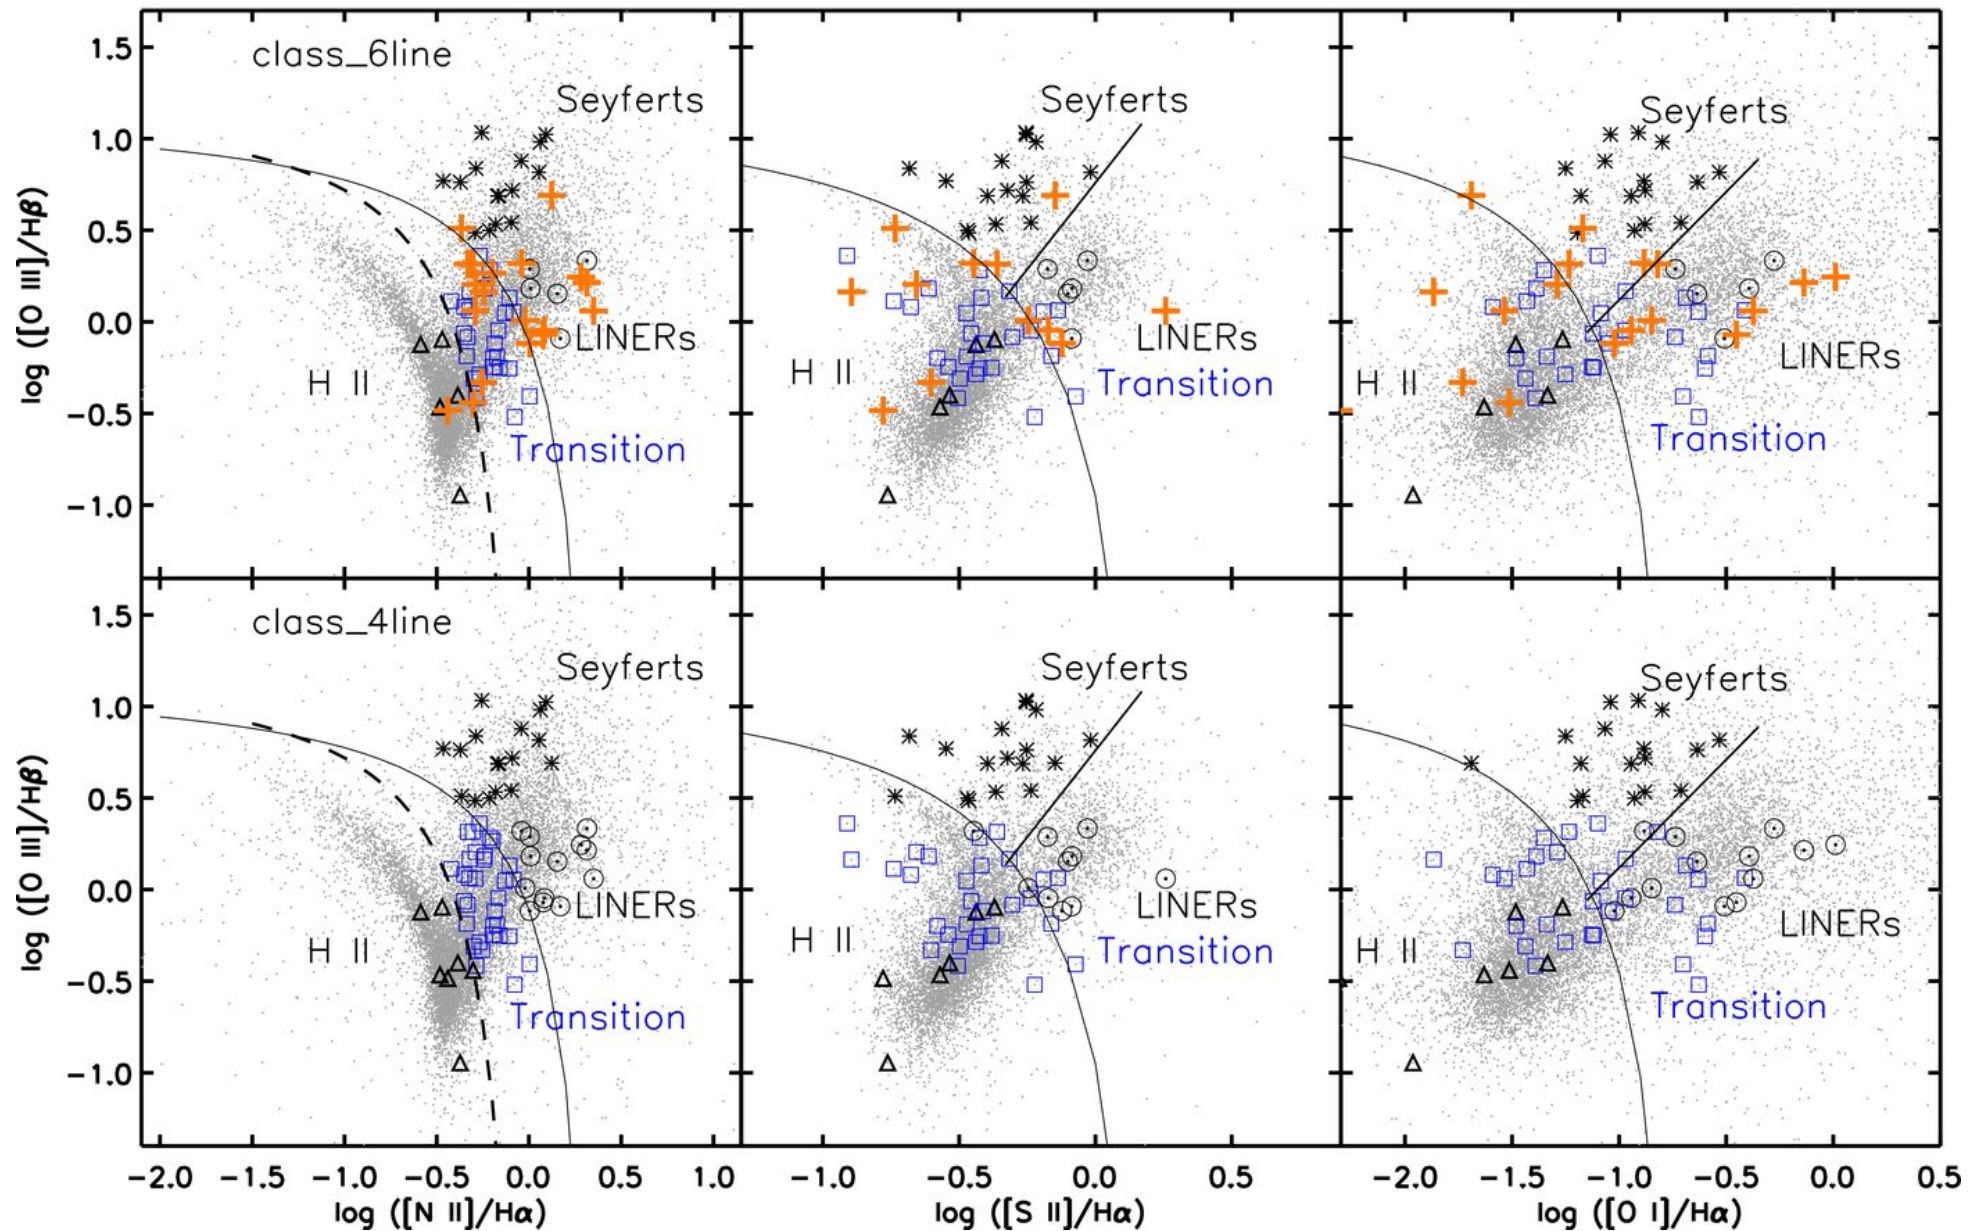 class_6line
Seyferts
LINERs
H II
Transition
Seyferts
LINERs
H II
Transition
Seyferts
LINERs
H II
Transition
1.5
1.0
0.5
0.0
−0.5
−1.0
log ([O III]/Hβ)
class_4line
Seyferts
LINERs
H II
Transition
Seyferts
LINERs
H II
Transition
Seyferts
LINERs
H II
Transition
1.5
1.0
0.5
0.0
−0.5
−1.0
log ([O III]/Hβ)
−2.0 −1.5 −1.0 −0.5 0.0 0.5 1.0
−1.0 −0.5 0.0 0.5
−2.0 −1.5 −1.0 −0.5 0.0 0.5
log ([N II]/Hα)
log ([S II]/Hα)
log ([O I]/Hα)